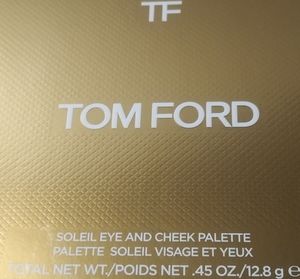 TF
TOM FORD
SOLEIL EYE AND CHEEK PALETTE
PALETTE SOLEIL VISAGE ET YEUX
TOTAL NET WT./POIDS NET .45 OZ./12.8 g e